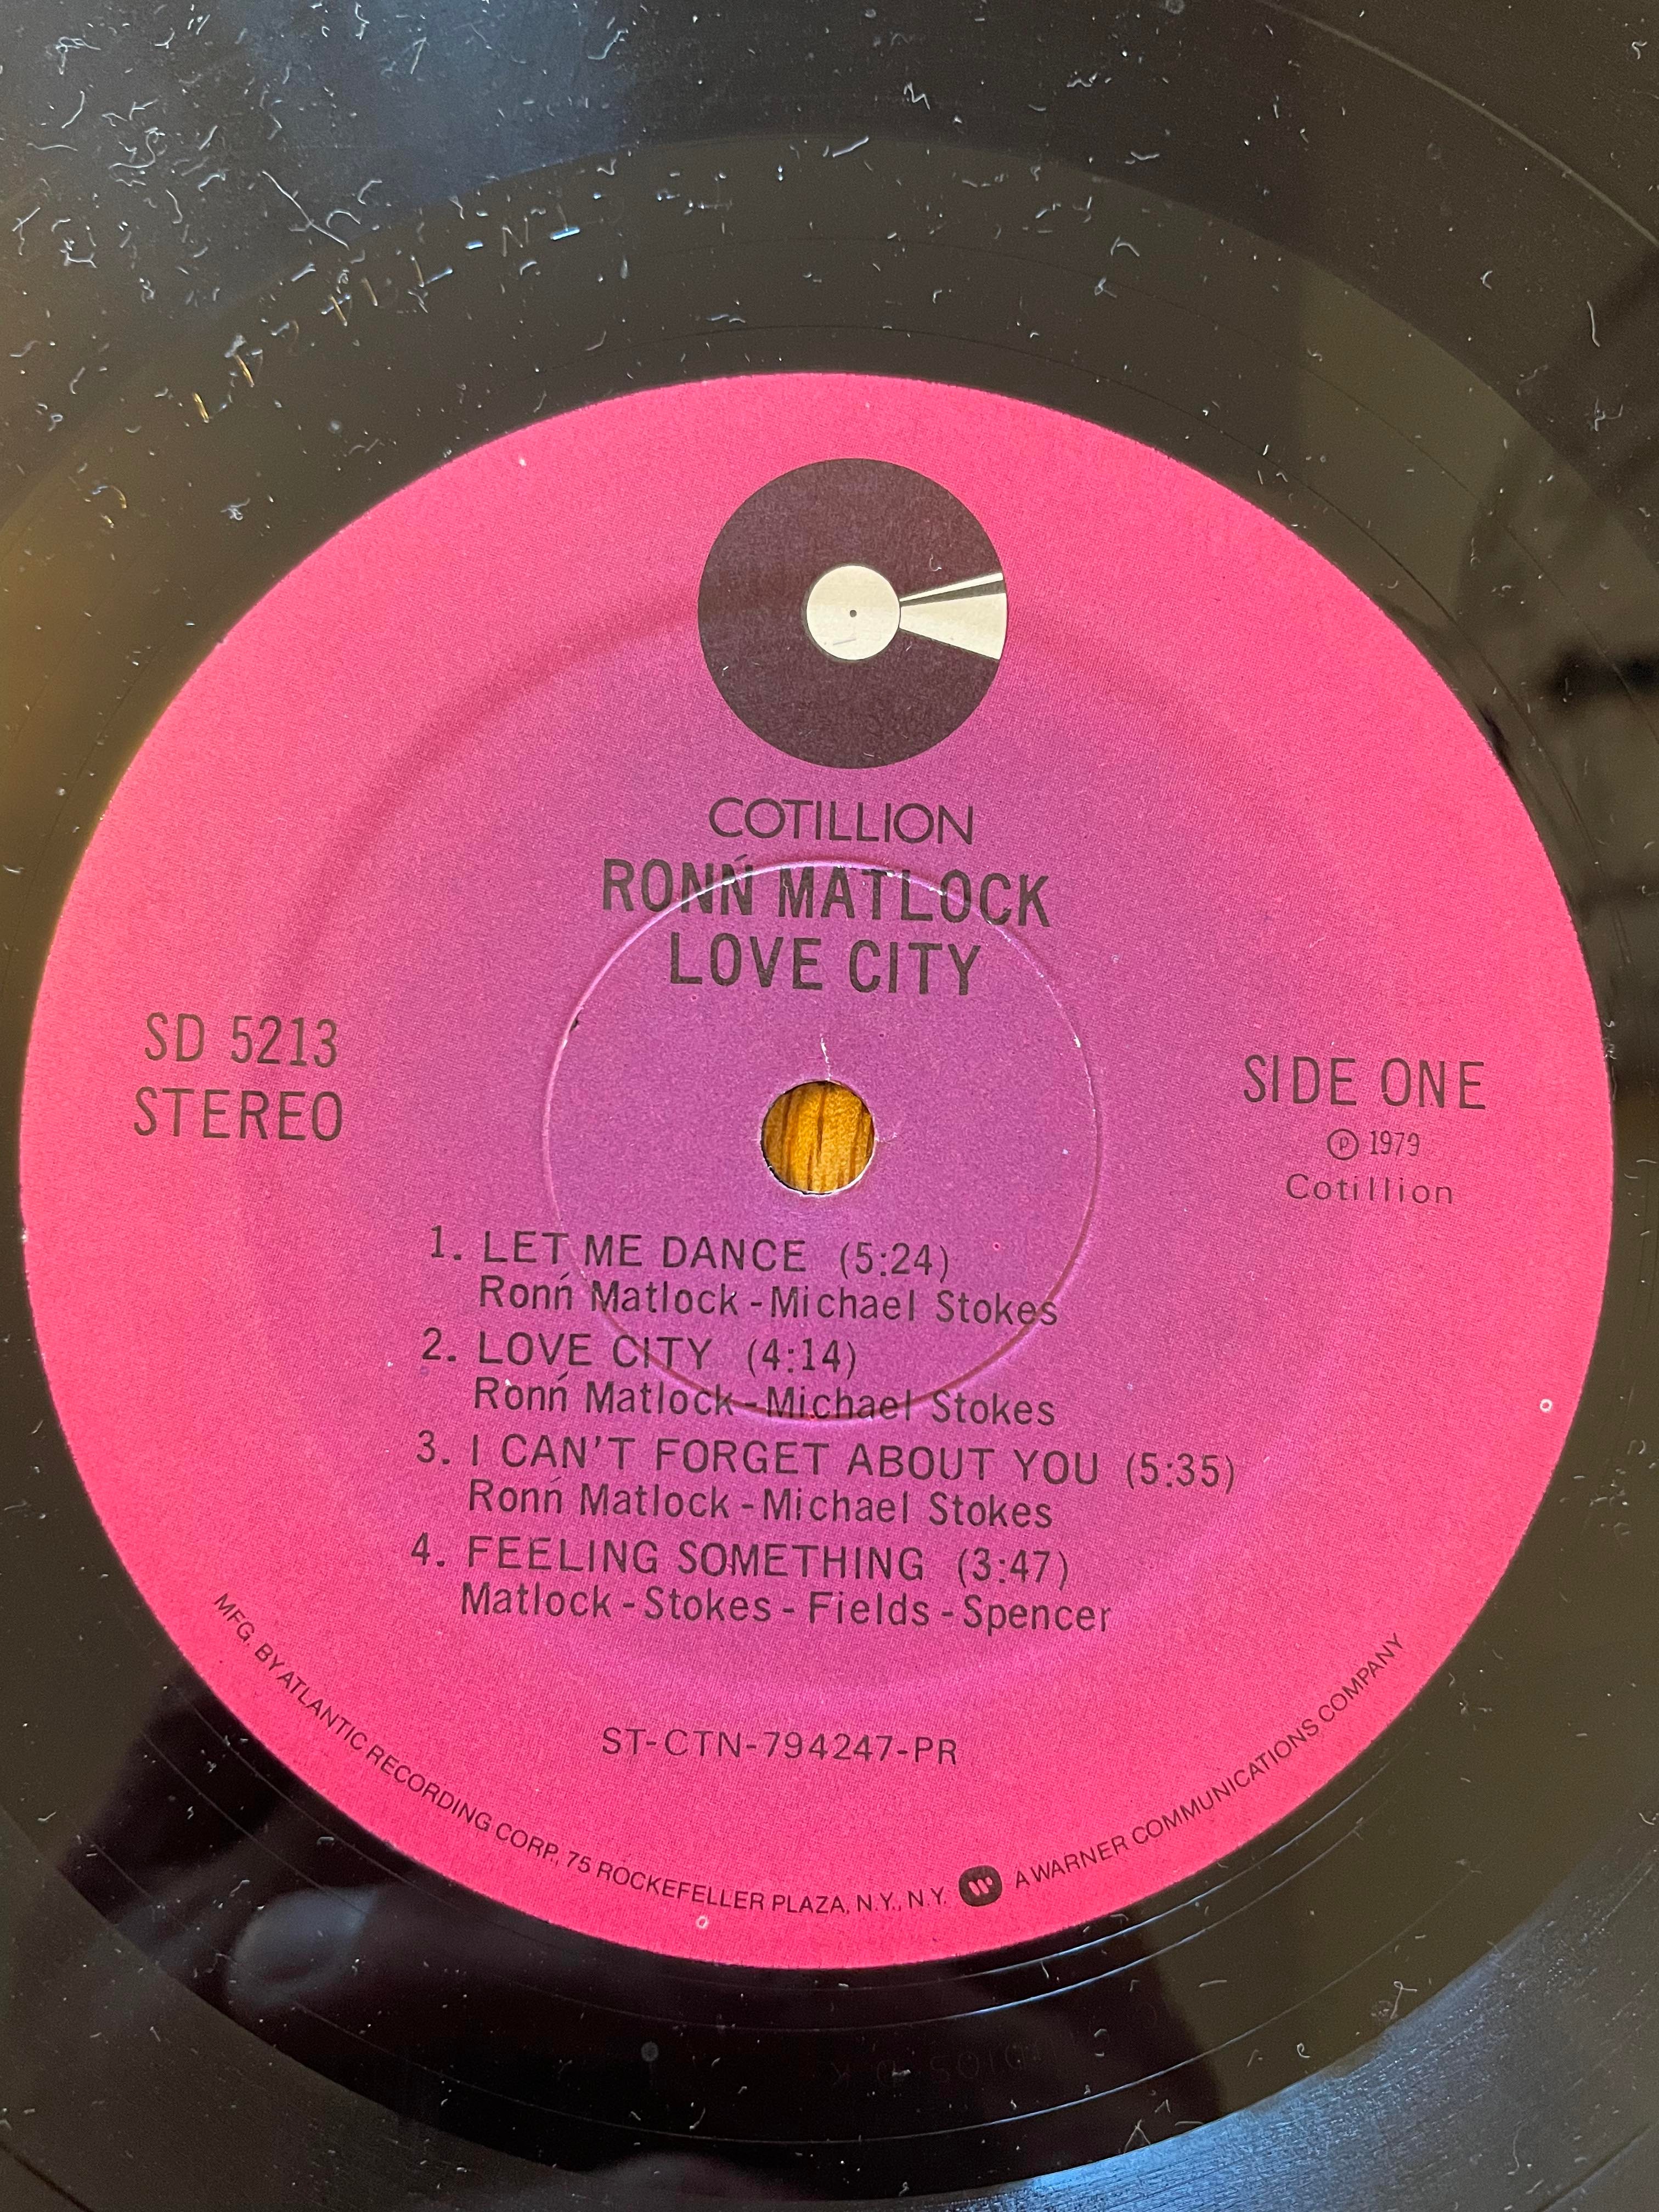 COTILLION
RONŃ MATLOCK
LOVE CITY
SD 5213
STEREO
SIDE ONE
Ⓟ 1979
Cotillion
1. LET ME DANCE (5:24)
Ronń Matlock - Michael Stokes
2. LOVE CITY (4:14)
Ronń Matlock - Michael Stokes
3. I CAN'T FORGET ABOUT YOU (5:35)
Ronń Matlock - Michael Stokes
4. FEELING SOMETHING (3:47)
Matlock - Stokes - Fields - Spencer
ST-CTN-794247-PR
MFG. BY ATLANTIC RECORDING CORP., 75 ROCKEFELLER PLAZA, N.Y., N.Y. A WARNER COMMUNICATIONS COMPANY